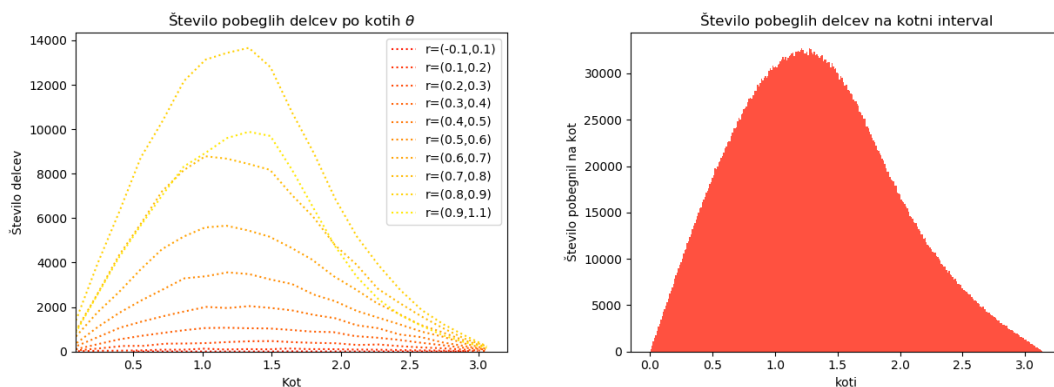 Število pobeglih delcev po kotih θ
14000
12000
10000
8000
6000
4000
2000
0
Število delcev
0.5
1.0
1.5
2.0
2.5
3.0
Kot
r=(-0.1,0.1)
r=(0.1,0.2)
r=(0.2,0.3)
r=(0.3,0.4)
r=(0.4,0.5)
r=(0.5,0.6)
r=(0.6,0.7)
r=(0.7,0.8)
r=(0.8,0.9)
r=(0.9,1.1)
Število pobeglih delcev na kotni interval
30000
25000
20000
15000
10000
5000
0
Število pobegnil na kot
0.0
0.5
1.0
1.5
2.0
2.5
3.0
koti